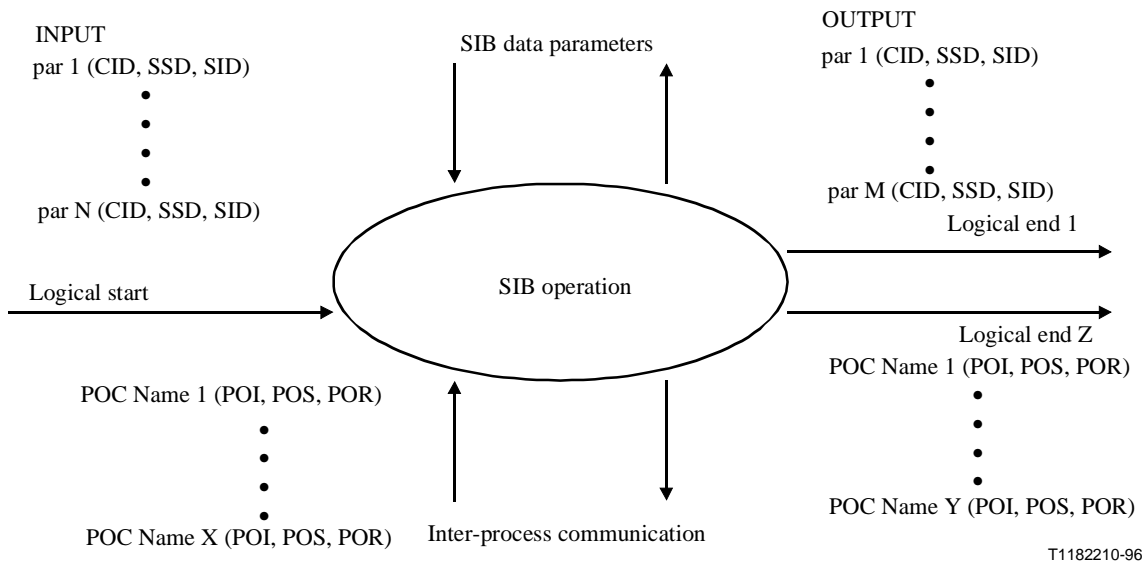 INPUT
par 1 (CID, SSD, SID)
par N (CID, SSD, SID)
SIB data parameters
OUTPUT
par 1 (CID, SSD, SID)
par M (CID, SSD, SID)
Logical end 1
Logical start
SIB operation
Logical end Z
POC Name 1 (POI, POS, POR)
POC Name X (POI, POS, POR)
Inter-process communication
POC Name 1 (POI, POS, POR)
POC Name Y (POI, POS, POR)
T1182210-96